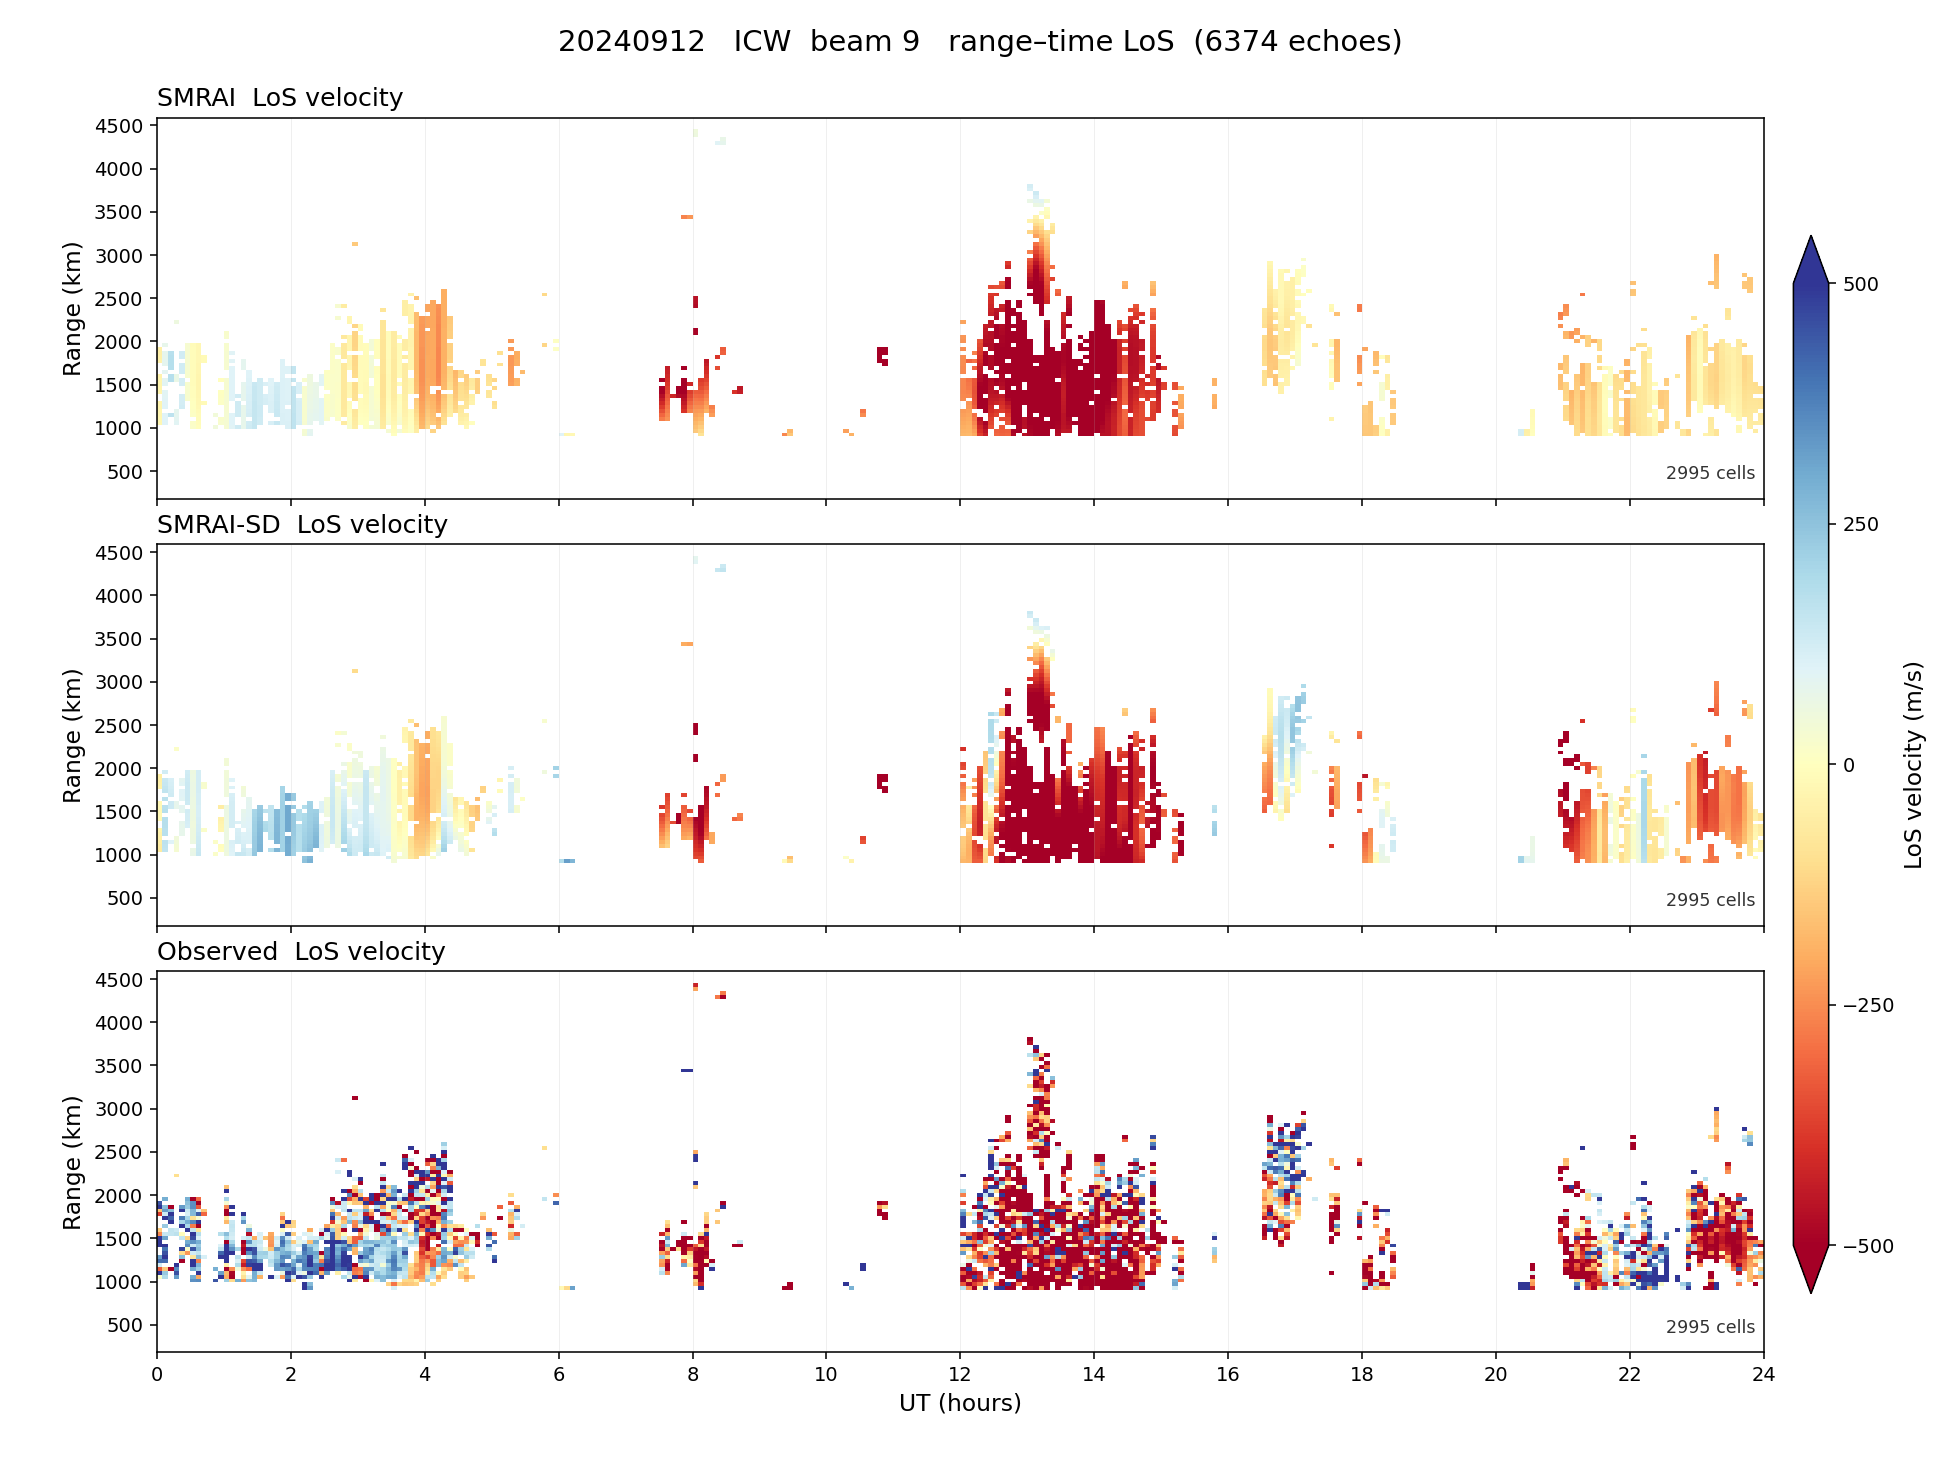 20240912 ICW beam 9 range–time LoS (6374 echoes)
SMRAI LoS velocity
4500
4000
3500
3000
2500
2000
1500
1000
500
Range (km)
2995 cells
SMRAI-SD LoS velocity
4500
4000
3500
3000
2500
2000
1500
1000
500
Range (km)
2995 cells
Observed LoS velocity
4500
4000
3500
3000
2500
2000
1500
1000
500
Range (km)
2995 cells
0 2 4 6 8 10 12 14 16 18 20 22 24
UT (hours)
500
250
0
−250
−500
LoS velocity (m/s)